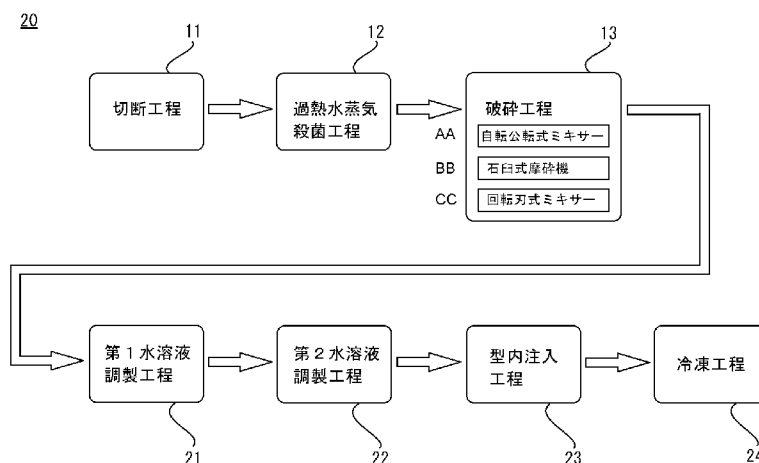 20
11
12
13
切断工程
過熱水蒸気
殺菌工程
破砕工程
AA 自転公転式ミキサー
BB 石臼式摩砕機
CC 回転刃式ミキサー
第1水溶液
調製工程
第2水溶液
調製工程
型内注入
工程
冷凍工程
21
22
23
24